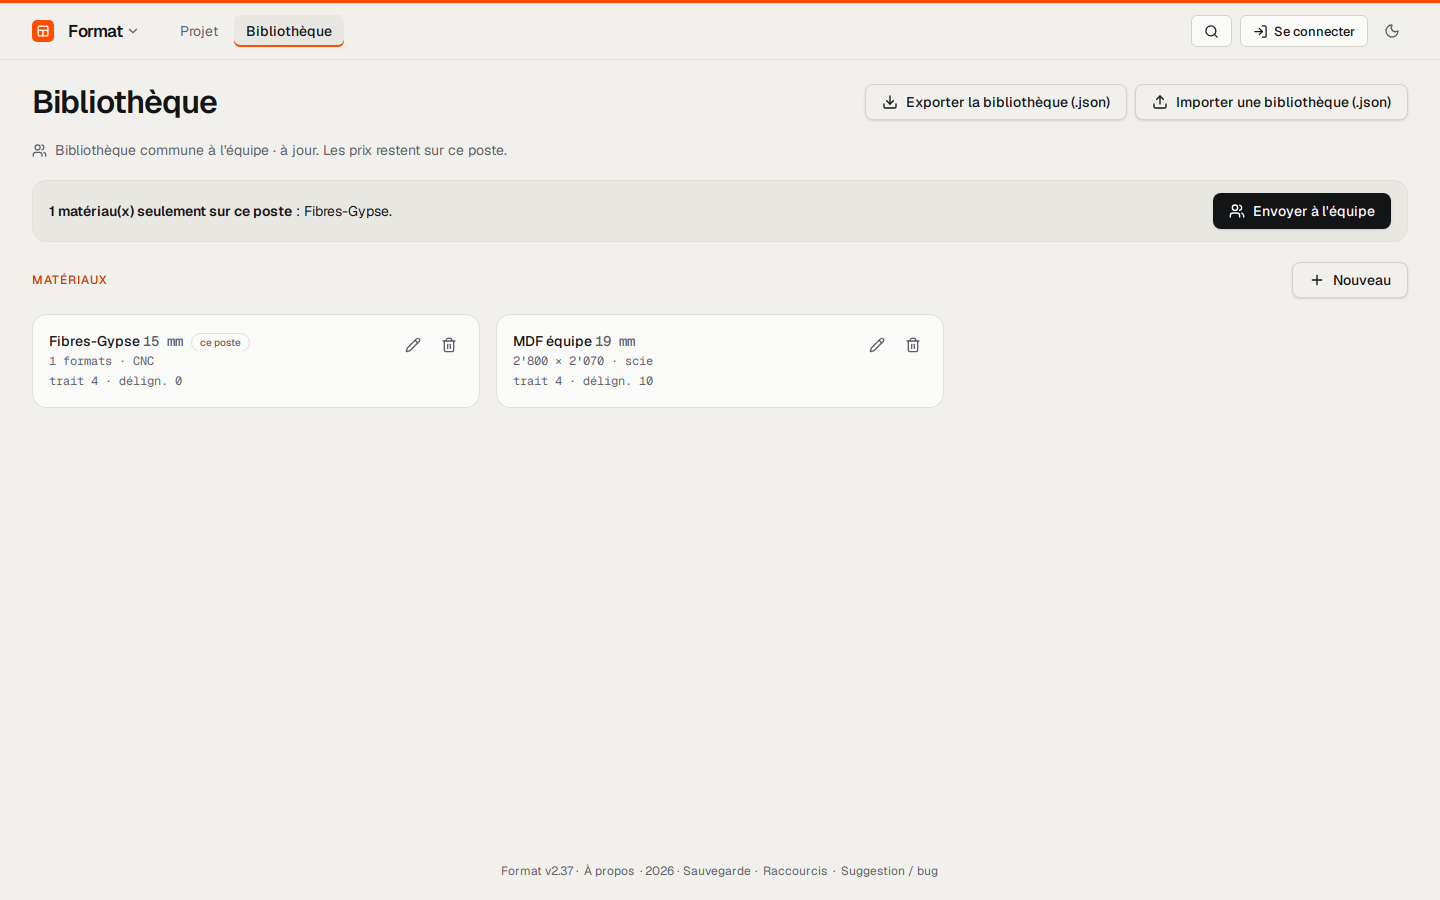 Format
Projet
Bibliothèque
Se connecter
Bibliothèque
Exporter la bibliothèque (.json)
Importer une bibliothèque (.json)
Bibliothèque commune à l'équipe · à jour. Les prix restent sur ce poste.
1 matériau(x) seulement sur ce poste : Fibres-Gypse.
Envoyer à l'équipe
MATÉRIAUX
Nouveau
Fibres-Gypse 15 mm ce poste
1 formats · CNC
trait 4 · délign. 0
MDF équipe 19 mm
2'800 × 2'070 · scie
trait 4 · délign. 10
Format v2.37 · À propos · 2026 · Sauvegarde · Raccourcis · Suggestion / bug